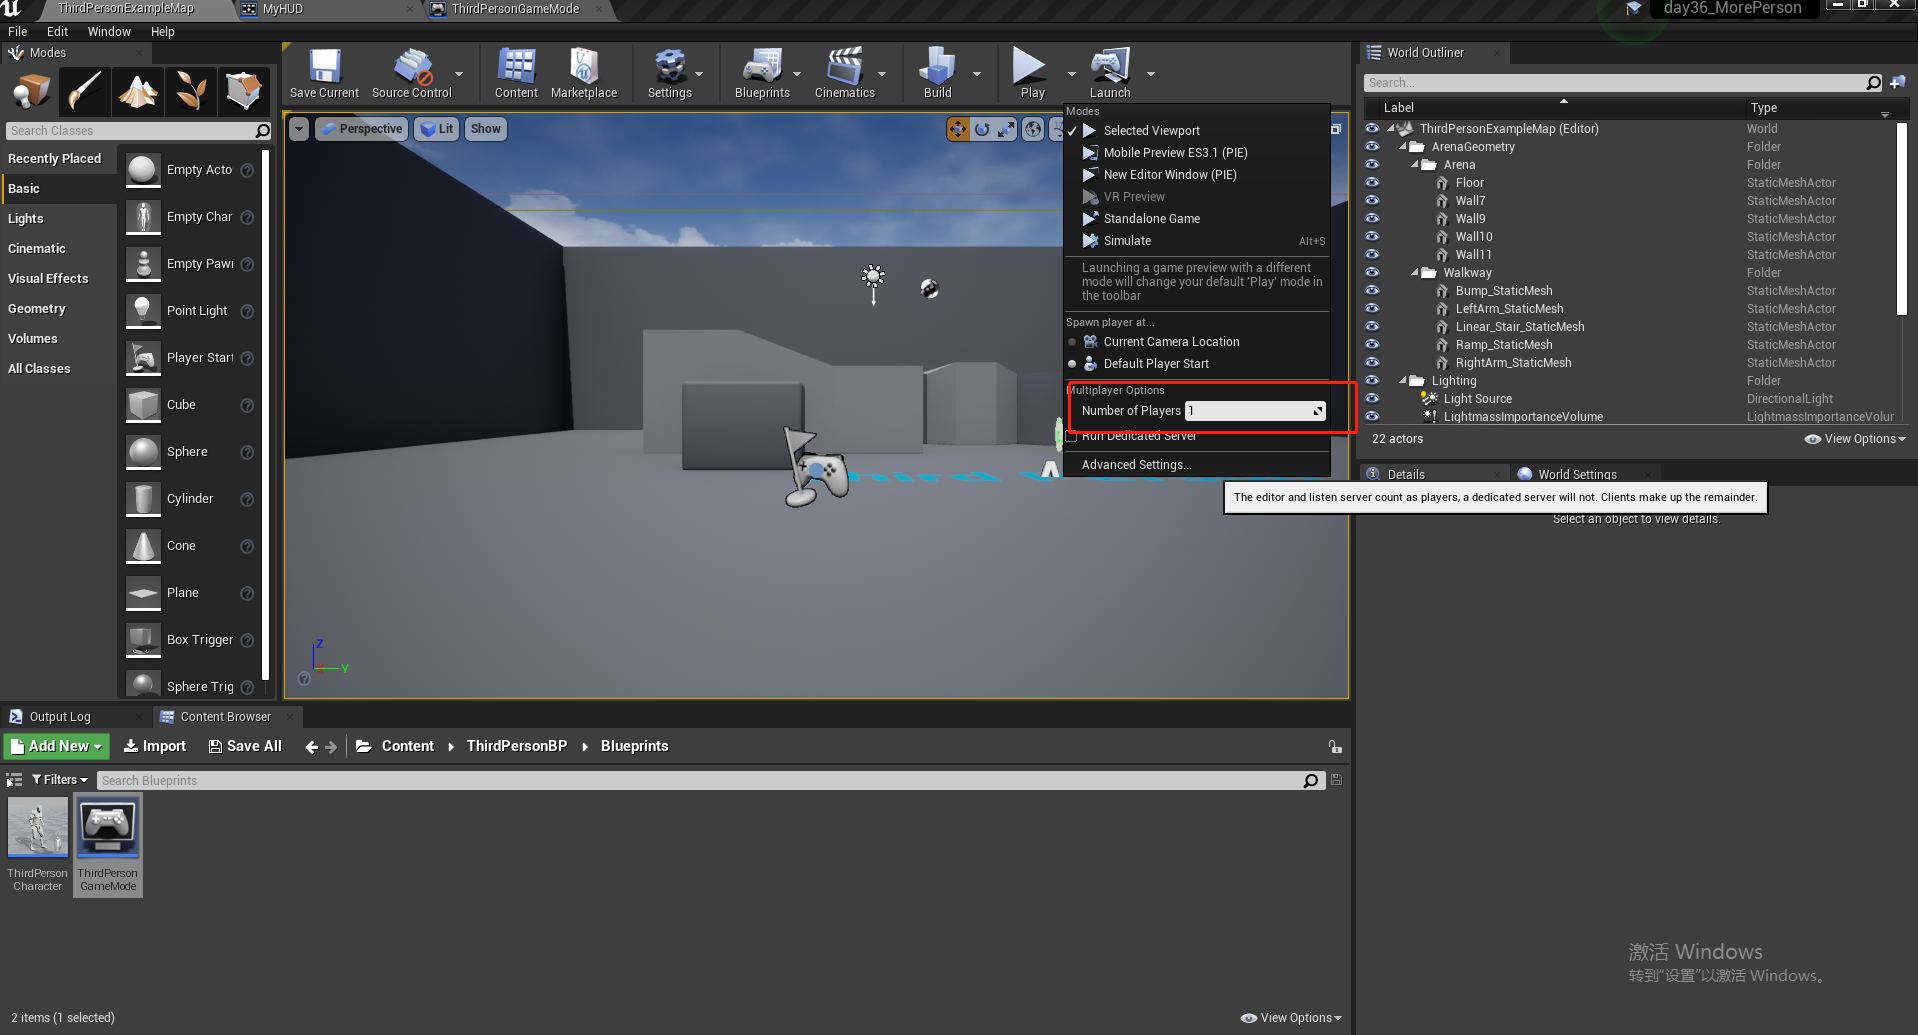 ThirdPersonExampleMap
MyHUD
ThirdPersonGameMode
day36_MorePerson
File Edit Window Help
Modes
Search Classes
Recently Placed
Basic
Lights
Cinematic
Visual Effects
Geometry
Volumes
All Classes
Empty Acto
Empty Char
Empty Paw
Point Light
Player Start
Cube
Sphere
Cylinder
Cone
Plane
Box Trigger
Sphere Trig
Save Current
Source Control
Content
Marketplace
Settings
Blueprints
Cinematics
Build
Play
Launch
Perspective
Lit
Show
Z
Y
Modes
Selected Viewport
Mobile Preview ES3.1 (PIE)
New Editor Window (PIE)
VR Preview
Standalone Game
Simulate Alt+S
Launching a game preview with a different
mode will change your default 'Play' mode in
the toolbar
Spawn player at...
Current Camera Location
Default Player Start
Multiplayer Options
Number of Players 1
Run Dedicated Server
Advanced Settings...
The editor and listen server count as players, a dedicated server will not. Clients make up the remainder.
World Outliner
Search...
Label Type
ThirdPersonExampleMap (Editor) World
ArenaGeometry Folder
Arena Folder
Floor StaticMeshActor
Wall7 StaticMeshActor
Wall9 StaticMeshActor
Wall10 StaticMeshActor
Wall11 StaticMeshActor
Walkway Folder
Bump_StaticMesh StaticMeshActor
LeftArm_StaticMesh StaticMeshActor
Linear_Stair_StaticMesh StaticMeshActor
Ramp_StaticMesh StaticMeshActor
RightArm_StaticMesh StaticMeshActor
Lighting Folder
Light Source DirectionalLight
LightmassImportanceVolume LightmassImportanceVolur
22 actors
View Options
Details
World Settings
Select an object to view details.
Output Log
Content Browser
Add New
Import
Save All
Content
ThirdPersonBP
Blueprints
Filters
Search Blueprints
ThirdPerson
Character
ThirdPerson
GameMode
2 items (1 selected)
View Options
激活 Windows
转到“设置”以激活 Windows。